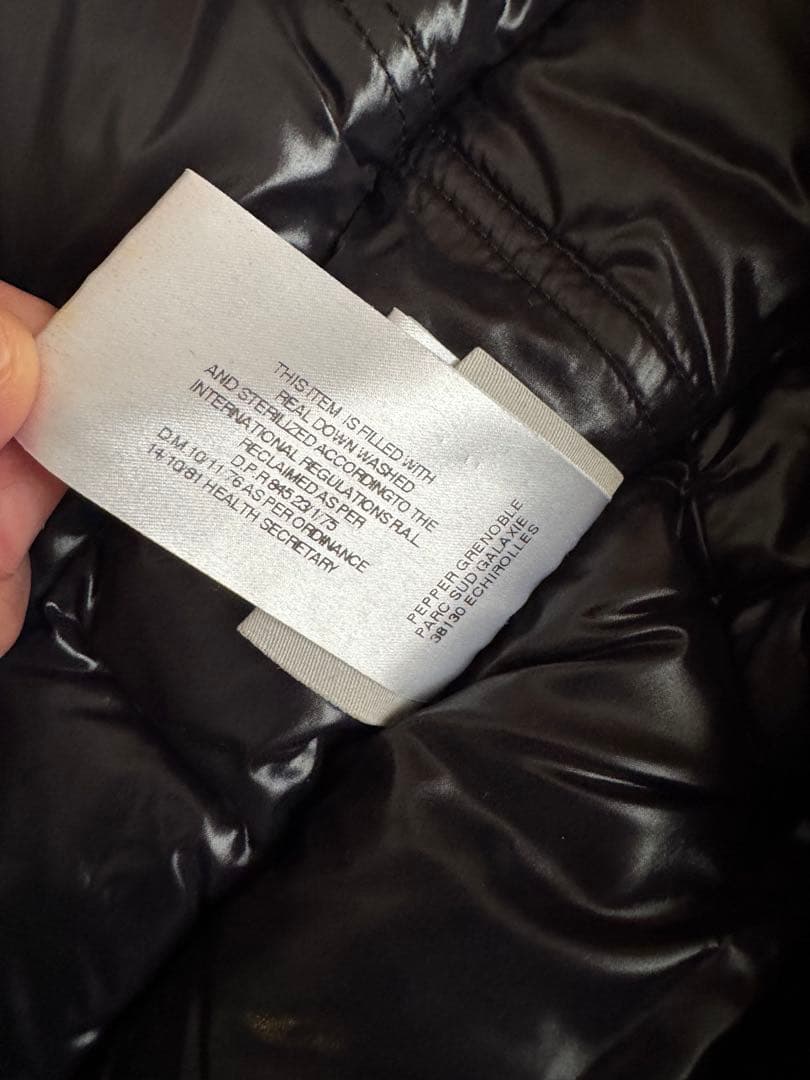 THIS ITEM IS FILLED WITH
REAL DOWN WASHED
AND STERILIZED ACCORDING TO THE
INTERNATIONAL REGULATIONS RAL
RECLAIMED AS PER
D.P.R 845 23/1/75
D.M. 10/11.76 AS PER ORDINANCE
14/10/81 HEALTH SECRETARY
PEPPER GRENOBLE
PARC SUD GALAXIE
38130 ECHIROLLES